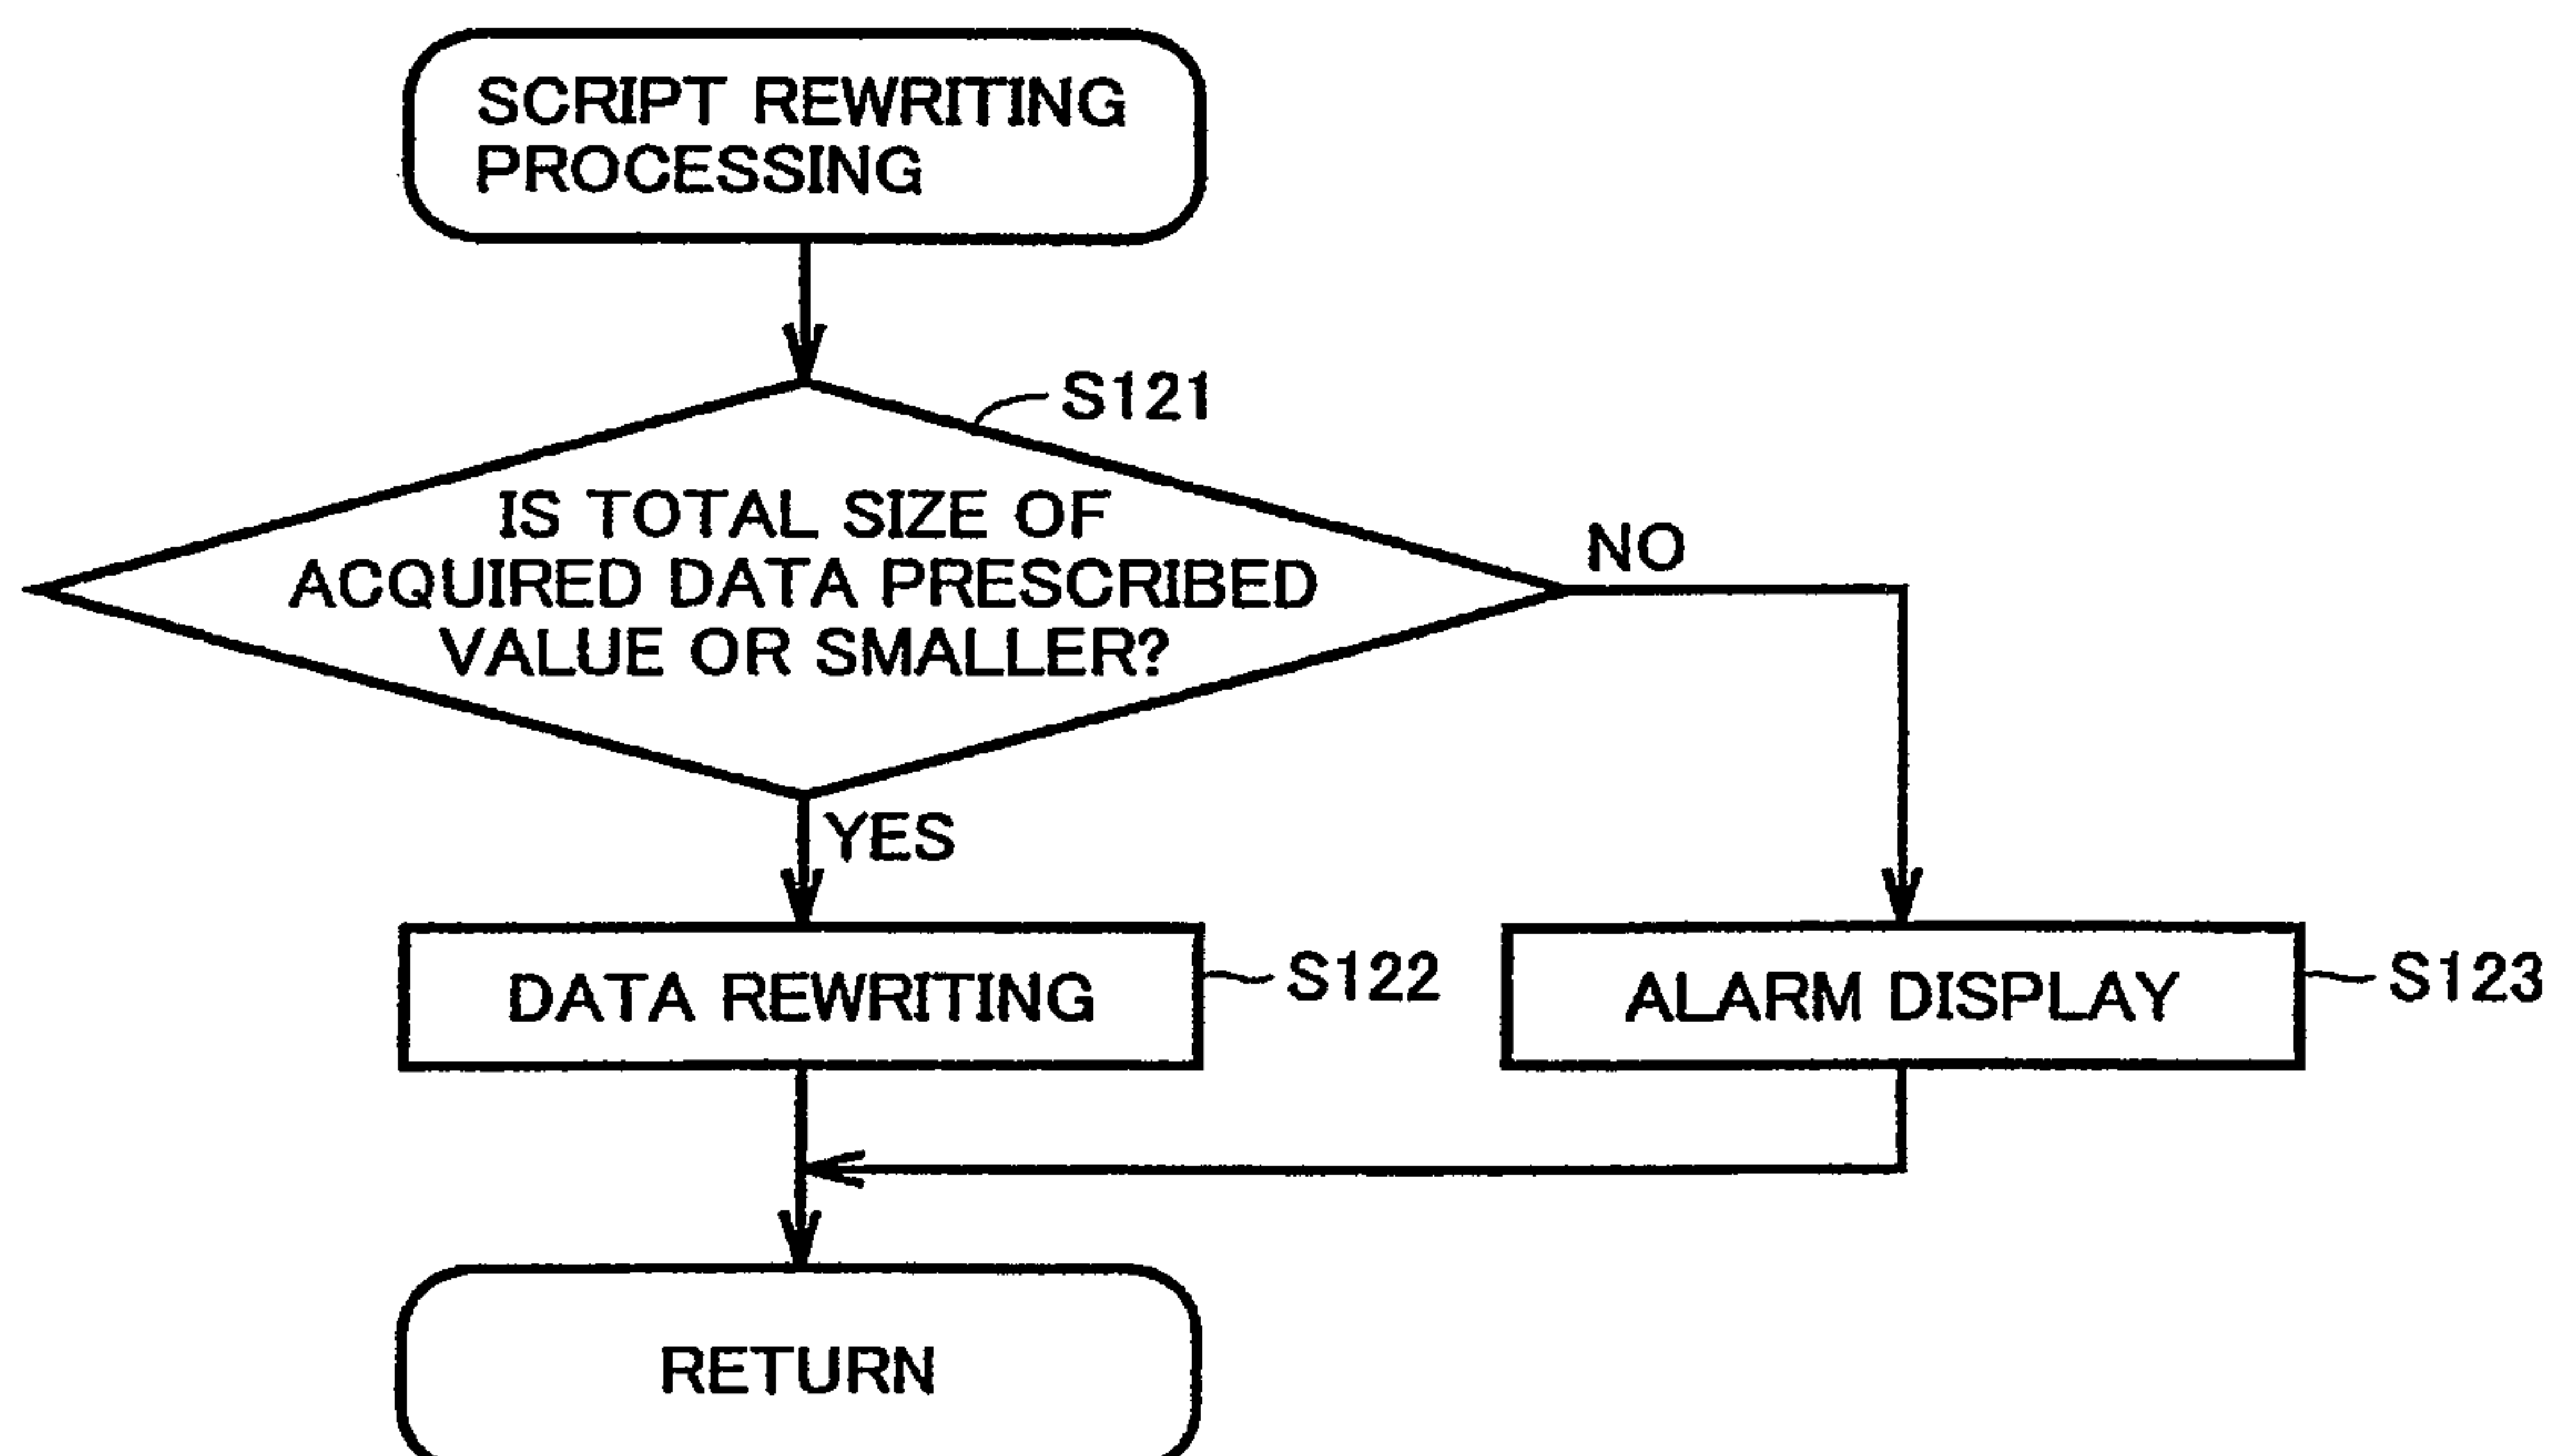 SCRIPT REWRITING
PROCESSING
S121
IS TOTAL SIZE OF
ACQUIRED DATA PRESCRIBED
VALUE OR SMALLER?
NO
YES
DATA REWRITING
S122
ALARM DISPLAY
S123
RETURN